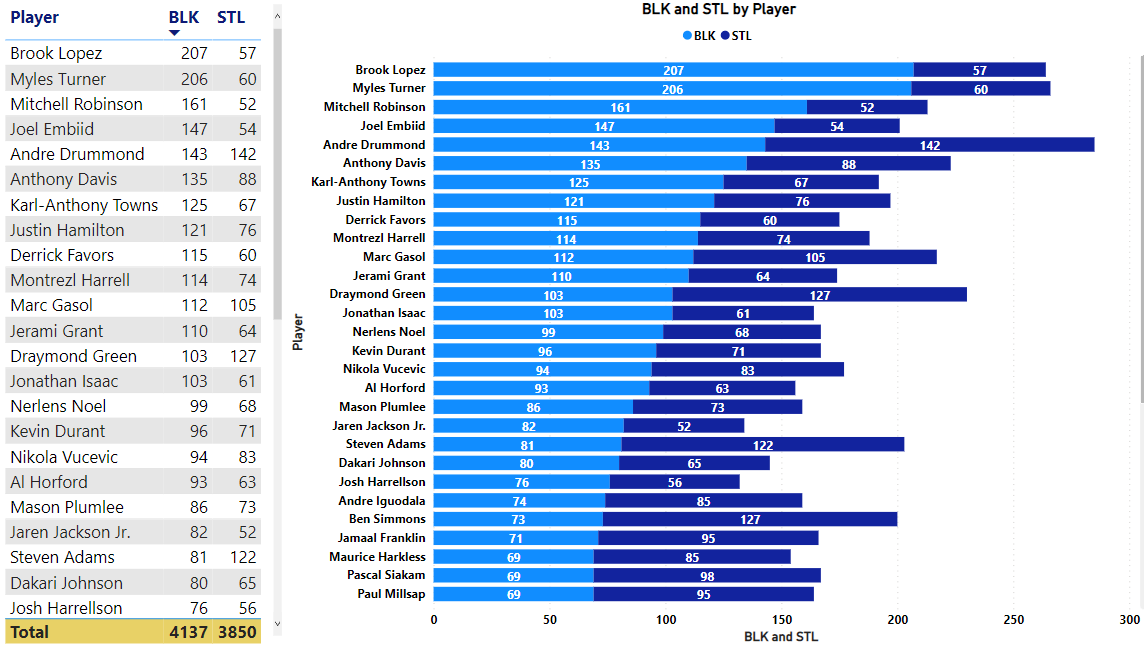 Player BLK STL
Brook Lopez 207 57
Myles Turner 206 60
Mitchell Robinson 161 52
Joel Embiid 147 54
Andre Drummond 143 142
Anthony Davis 135 88
Karl-Anthony Towns 125 67
Justin Hamilton 121 76
Derrick Favors 115 60
Montrezl Harrell 114 74
Marc Gasol 112 105
Jerami Grant 110 64
Draymond Green 103 127
Jonathan Isaac 103 61
Nerlens Noel 99 68
Kevin Durant 96 71
Nikola Vucevic 94 83
Al Horford 93 63
Mason Plumlee 86 73
Jaren Jackson Jr. 82 52
Steven Adams 81 122
Dakari Johnson 80 65
Josh Harrellson 76 56
Total 4137 3850
BLK and STL by Player
BLK STL
Player
Brook Lopez 207 57
Myles Turner 206 60
Mitchell Robinson 161 52
Joel Embiid 147 54
Andre Drummond 143 142
Anthony Davis 135 88
Karl-Anthony Towns 125 67
Justin Hamilton 121 76
Derrick Favors 115 60
Montrezl Harrell 114 74
Marc Gasol 112 105
Jerami Grant 110 64
Draymond Green 103 127
Jonathan Isaac 103 61
Nerlens Noel 99 68
Kevin Durant 96 71
Nikola Vucevic 94 83
Al Horford 93 63
Mason Plumlee 86 73
Jaren Jackson Jr. 82 52
Steven Adams 81 122
Dakari Johnson 80 65
Josh Harrellson 76 56
Andre Iguodala 74 85
Ben Simmons 73 127
Jamaal Franklin 71 95
Maurice Harkless 69 85
Pascal Siakam 69 98
Paul Millsap 69 95
0 50 100 150 200 250 300
BLK and STL